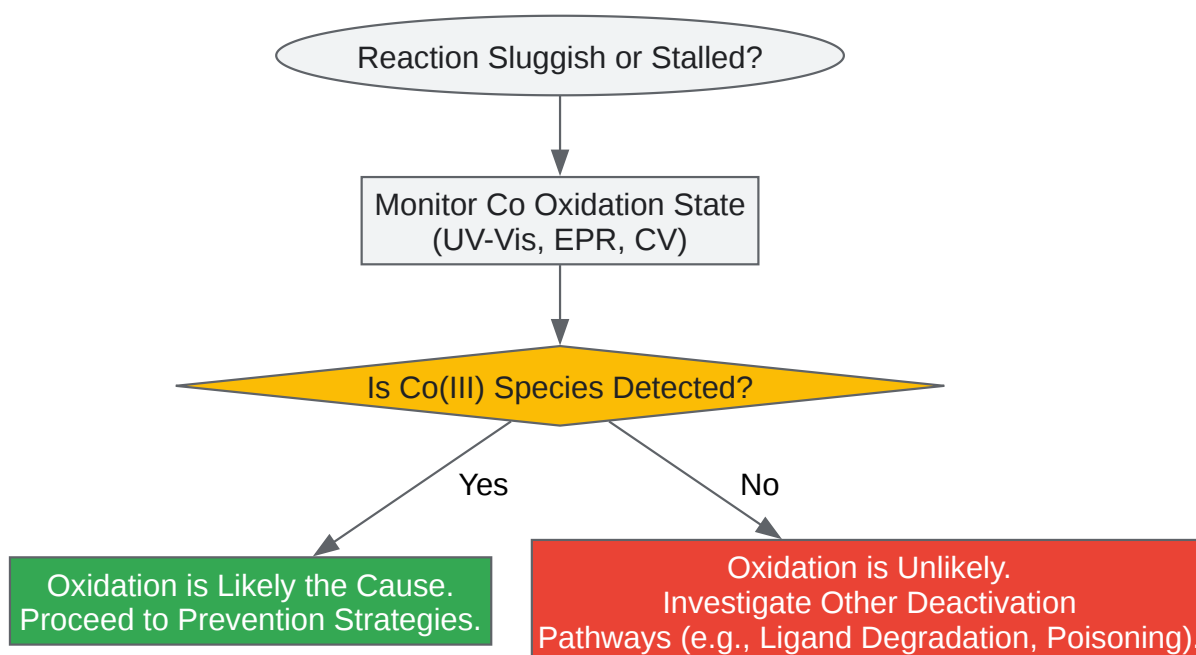 Reaction Sluggish or Stalled?
Monitor Co Oxidation State
(UV-Vis, EPR, CV)
Is Co(III) Species Detected?
Yes
No
Oxidation is Likely the Cause.
Proceed to Prevention Strategies.
Oxidation is Unlikely.
Investigate Other Deactivation
Pathways (e.g., Ligand Degradation, Poisoning).